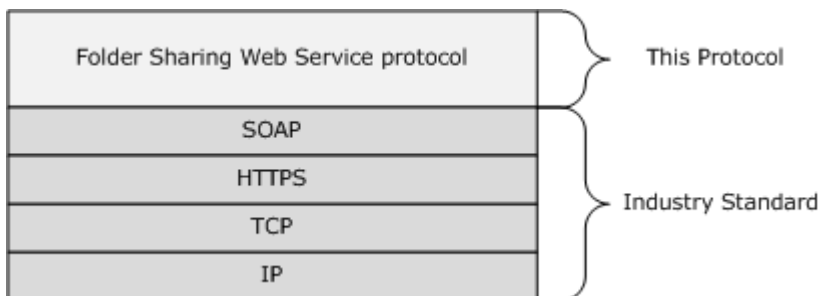 Folder Sharing Web Service protocol
This Protocol
SOAP
HTTPS
TCP
IP
Industry Standard